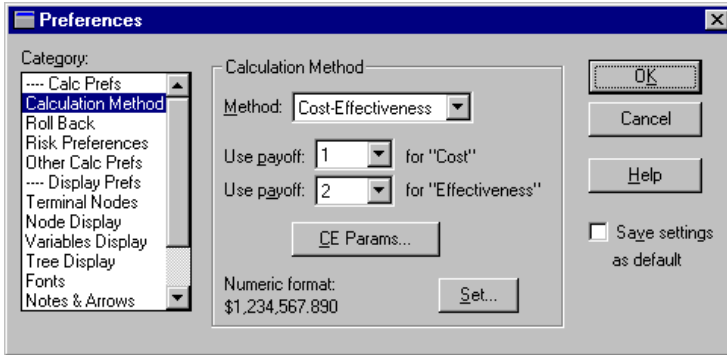 Preferences
Category:
---- Calc Prefs
Calculation Method
Roll Back
Risk Preferences
Other Calc Prefs
---- Display Prefs
Terminal Nodes
Node Display
Variables Display
Tree Display
Fonts
Notes & Arrows
Calculation Method
Method: Cost-Effectiveness
Use payoff: 1 for "Cost"
Use payoff: 2 for "Effectiveness"
CE Params...
Numeric format:
$1,234,567.890
Set...
OK
Cancel
Help
Save settings
as default